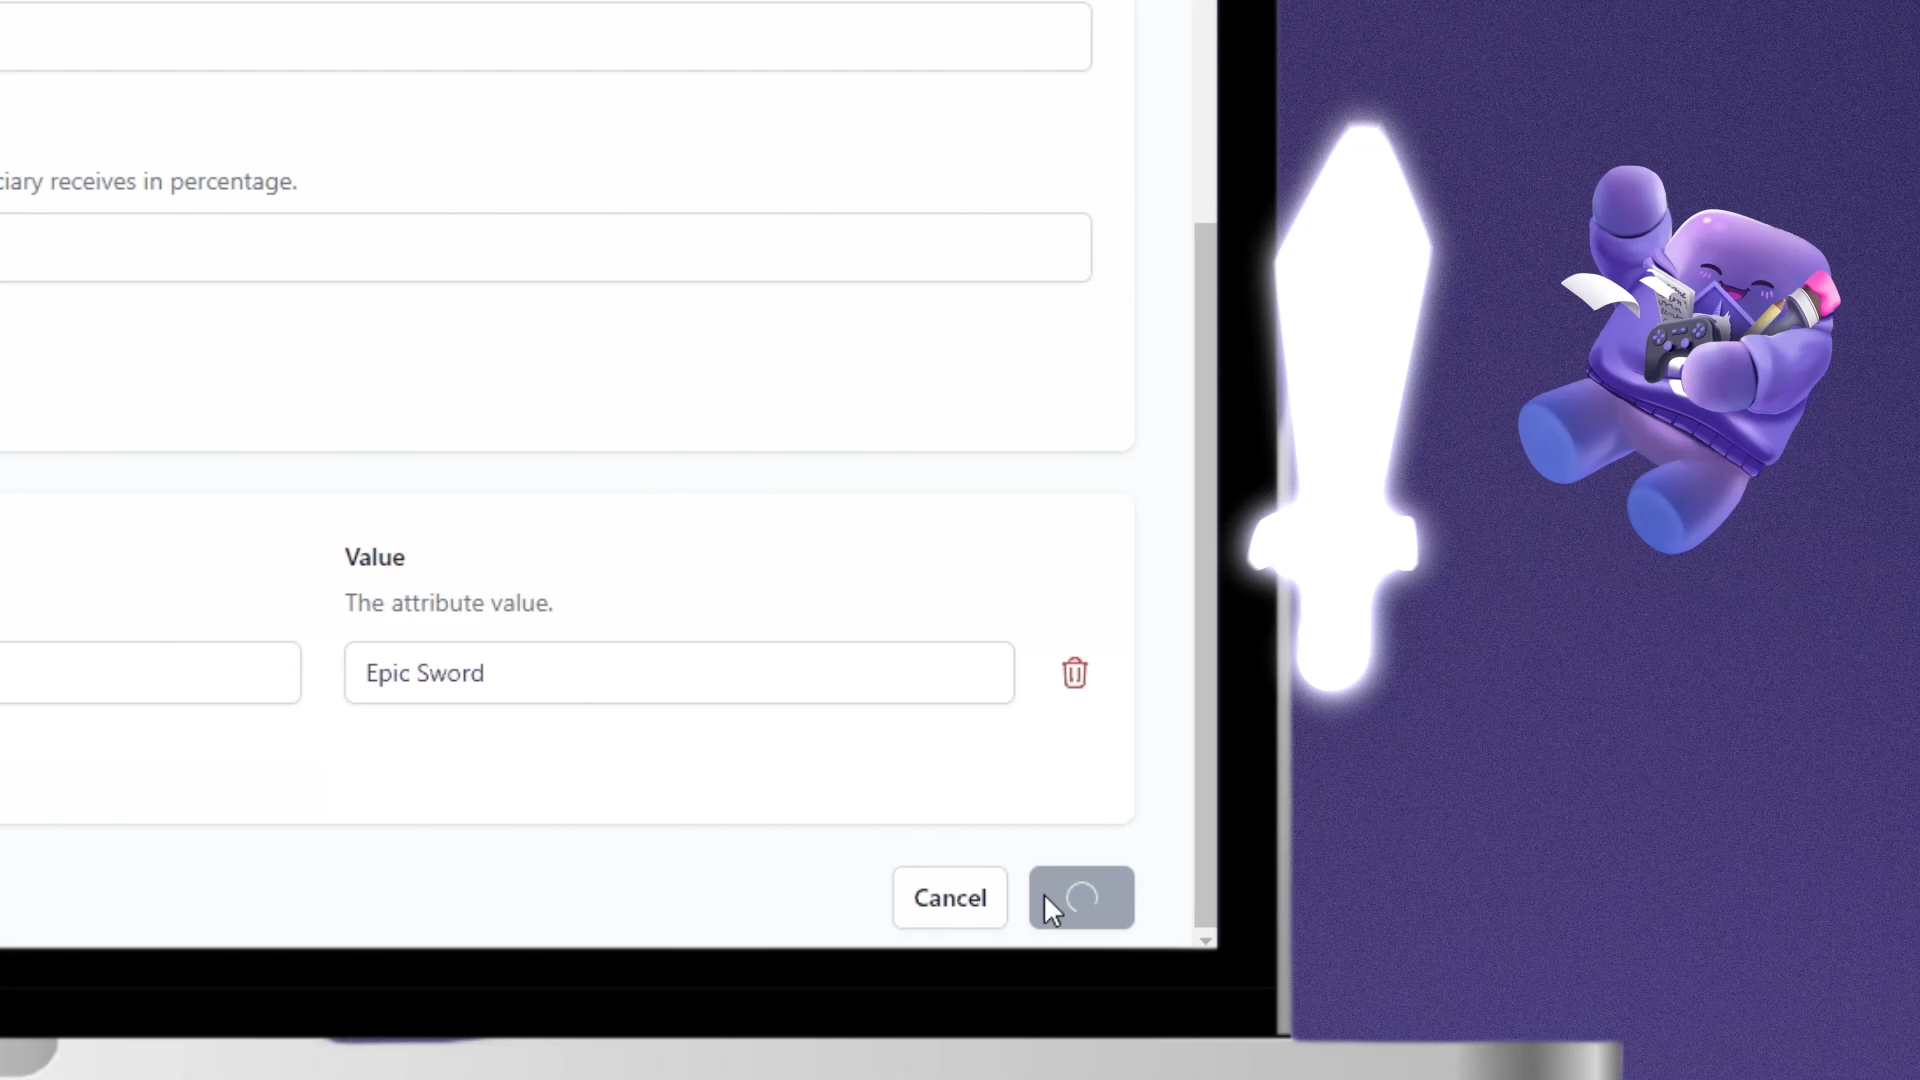 ciary receives in percentage.
Value
The attribute value.
Epic Sword
Cancel